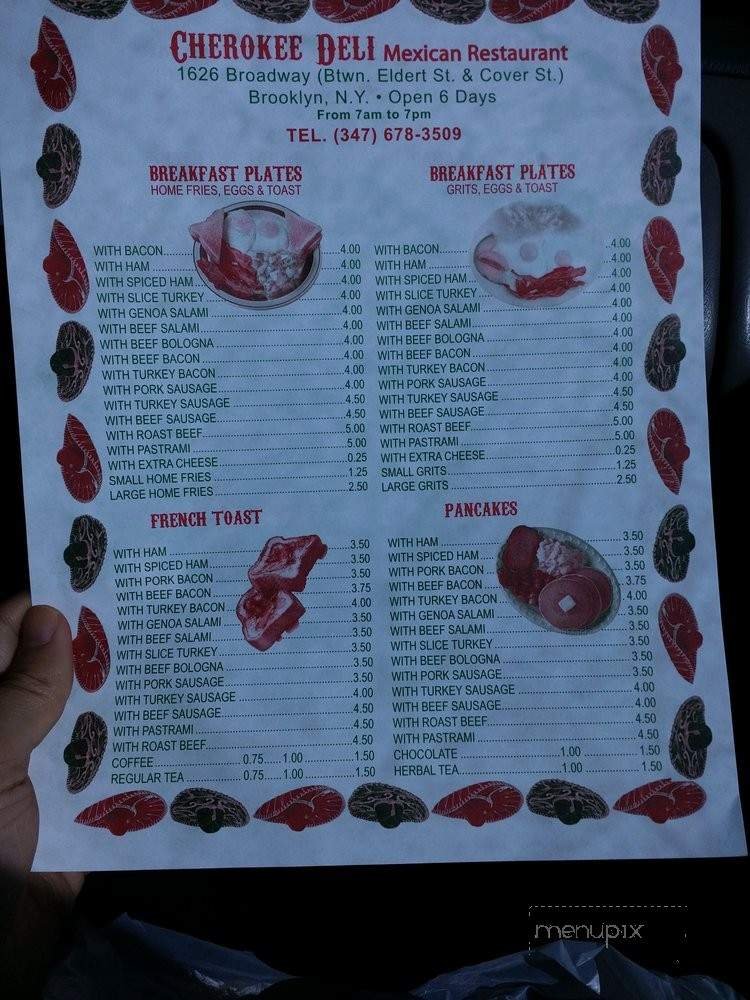 CHEROKEE DELI Mexican Restaurant
1626 Broadway (Btwn. Eldert St. & Cover St.)
Brooklyn, N.Y. • Open 6 Days
From 7am to 7pm
TEL. (347) 678-3509
BREAKFAST PLATES
HOME FRIES, EGGS & TOAST
WITH BACON 4.00
WITH HAM 4.00
WITH SPICED HAM 4.00
WITH SLICE TURKEY 4.00
WITH GENOA SALAMI 4.00
WITH BEEF SALAMI 4.00
WITH BEEF BOLOGNA 4.00
WITH BEEF BACON 4.00
WITH TURKEY BACON 4.00
WITH PORK SAUSAGE 4.00
WITH TURKEY SAUSAGE 4.50
WITH BEEF SAUSAGE 4.50
WITH ROAST BEEF 5.00
WITH PASTRAMI 5.00
WITH EXTRA CHEESE 0.25
SMALL HOME FRIES 1.25
LARGE HOME FRIES 2.50
BREAKFAST PLATES
GRITS, EGGS & TOAST
WITH BACON 4.00
WITH HAM 4.00
WITH SPICED HAM 4.00
WITH SLICE TURKEY 4.00
WITH GENOA SALAMI 4.00
WITH BEEF SALAMI 4.00
WITH BEEF BOLOGNA 4.00
WITH BEEF BACON 4.00
WITH TURKEY BACON 4.00
WITH PORK SAUSAGE 4.00
WITH TURKEY SAUSAGE 4.50
WITH BEEF SAUSAGE 4.50
WITH ROAST BEEF 5.00
WITH PASTRAMI 5.00
WITH EXTRA CHEESE 0.25
SMALL GRITS 1.25
LARGE GRITS 2.50
FRENCH TOAST
WITH HAM 3.50
WITH SPICED HAM 3.50
WITH PORK BACON 3.50
WITH BEEF BACON 3.75
WITH TURKEY BACON 4.00
WITH GENOA SALAMI 3.50
WITH BEEF SALAMI 3.50
WITH SLICE TURKEY 3.50
WITH BEEF BOLOGNA 3.50
WITH PORK SAUSAGE 3.50
WITH TURKEY SAUSAGE 4.00
WITH BEEF SAUSAGE 4.50
WITH PASTRAMI 4.50
WITH ROAST BEEF 4.50
COFFEE 0.75 1.00 1.50
REGULAR TEA 0.75 1.00 1.50
PANCAKES
WITH HAM 3.50
WITH SPICED HAM 3.50
WITH PORK BACON 3.50
WITH BEEF BACON 3.75
WITH TURKEY BACON 4.00
WITH GENOA SALAMI 3.50
WITH BEEF SALAMI 3.50
WITH SLICE TURKEY 3.50
WITH BEEF BOLOGNA 3.50
WITH PORK SAUSAGE 3.50
WITH TURKEY SAUSAGE 4.00
WITH BEEF SAUSAGE 4.00
WITH ROAST BEEF 4.50
WITH PASTRAMI 4.50
CHOCOLATE 1.00 1.50
HERBAL TEA 1.00 1.50
menupix